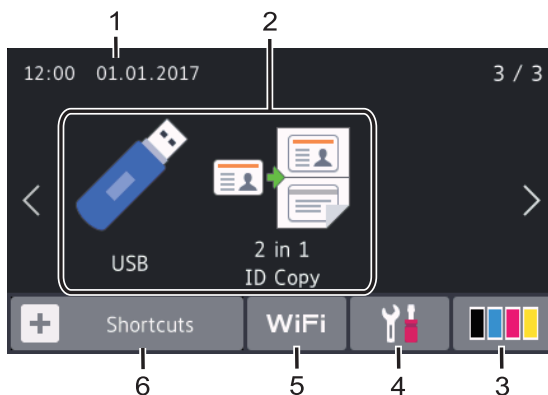 1 2
12:00 01.01.2017 3 / 3
USB
2 in 1
ID Copy
Shortcuts WiFi
6 5 4 3